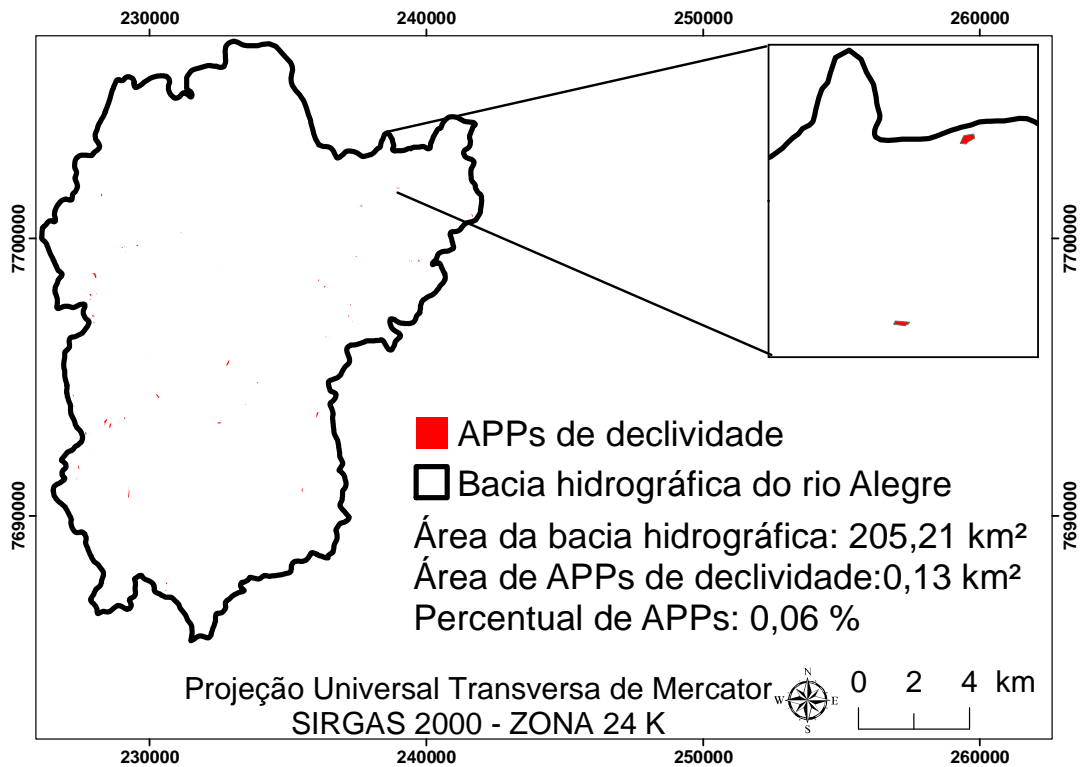 230000 240000 250000 260000
7700000 7700000
APPs de declividade
Bacia hidrográfica do rio Alegre
7690000 7690000
Área da bacia hidrográfica: 205,21 km²
Área de APPs de declividade:0,13 km²
Percentual de APPs: 0,06 %
Projeção Universal Transversa de Mercator
SIRGAS 2000 - ZONA 24 K
N
W E
S
0 2 4 km
230000 240000 250000 260000